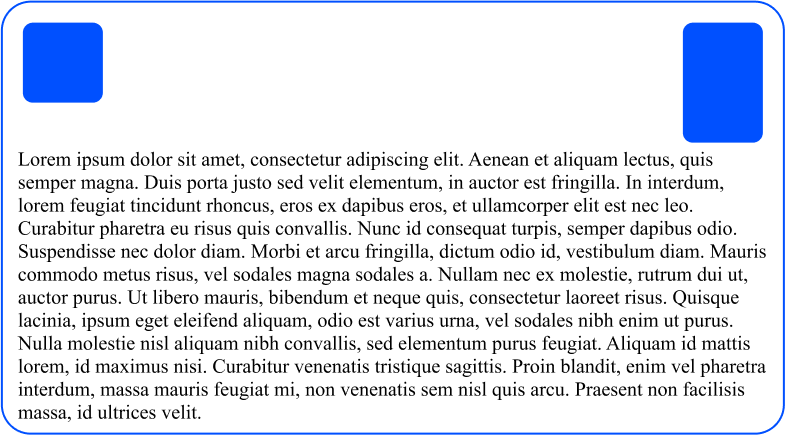 Lorem ipsum dolor sit amet, consectetur adipiscing elit. Aenean et aliquam lectus, quis
semper magna. Duis porta justo sed velit elementum, in auctor est fringilla. In interdum,
lorem feugiat tincidunt rhoncus, eros ex dapibus eros, et ullamcorper elit est nec leo.
Curabitur pharetra eu risus quis convallis. Nunc id consequat turpis, semper dapibus odio.
Suspendisse nec dolor diam. Morbi et arcu fringilla, dictum odio id, vestibulum diam. Mauris
commodo metus risus, vel sodales magna sodales a. Nullam nec ex molestie, rutrum dui ut,
auctor purus. Ut libero mauris, bibendum et neque quis, consectetur laoreet risus. Quisque
lacinia, ipsum eget eleifend aliquam, odio est varius urna, vel sodales nibh enim ut purus.
Nulla molestie nisl aliquam nibh convallis, sed elementum purus feugiat. Aliquam id mattis
lorem, id maximus nisi. Curabitur venenatis tristique sagittis. Proin blandit, enim vel pharetra
interdum, massa mauris feugiat mi, non venenatis sem nisl quis arcu. Praesent non facilisis
massa, id ultrices velit.